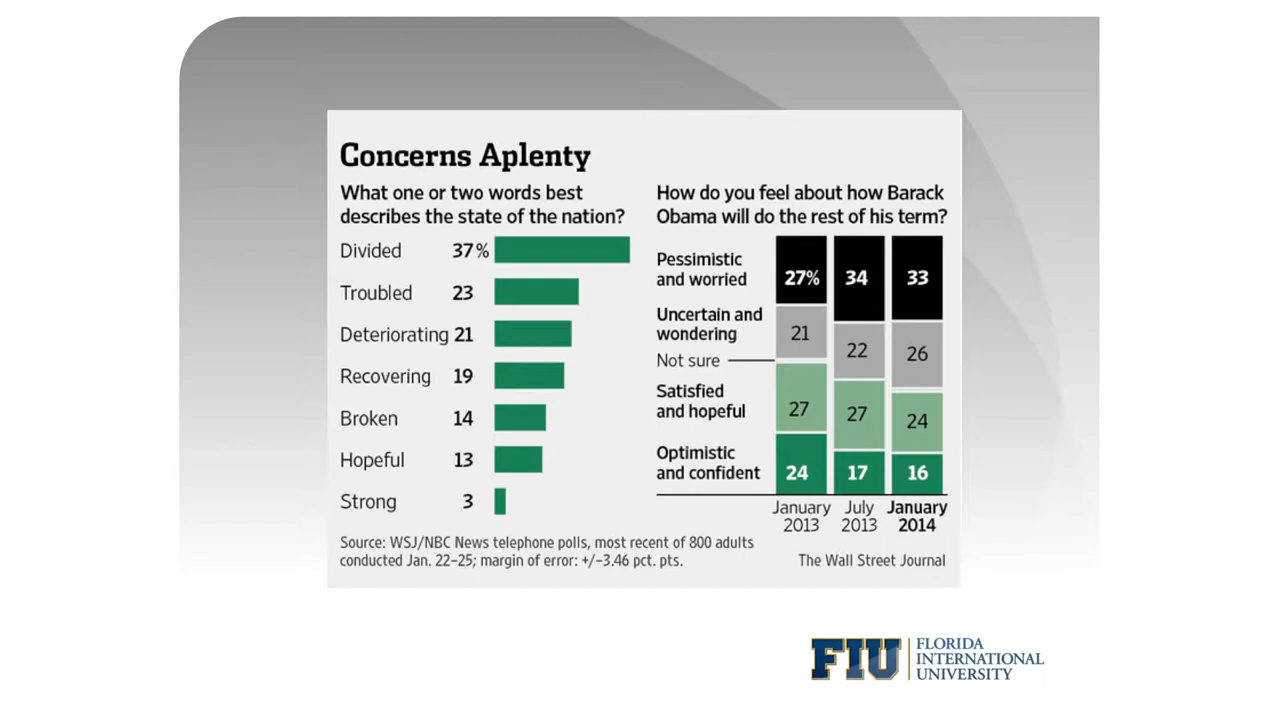 Concerns Aplenty
What one or two words best
describes the state of the nation?
Divided 37%
Troubled 23
Deteriorating 21
Recovering 19
Broken 14
Hopeful 13
Strong 3
How do you feel about how Barack
Obama will do the rest of his term?
Pessimistic
and worried
27% 34 33
Uncertain and
wondering
21 22 26
Not sure
Satisfied
and hopeful
27 27 24
Optimistic
and confident
24 17 16
January
2013
July
2013
January
2014
Source: WSJ/NBC News telephone polls, most recent of 800 adults
conducted Jan. 22–25; margin of error: +/–3.46 pct. pts.
The Wall Street Journal
FIU
FLORIDA
INTERNATIONAL
UNIVERSITY